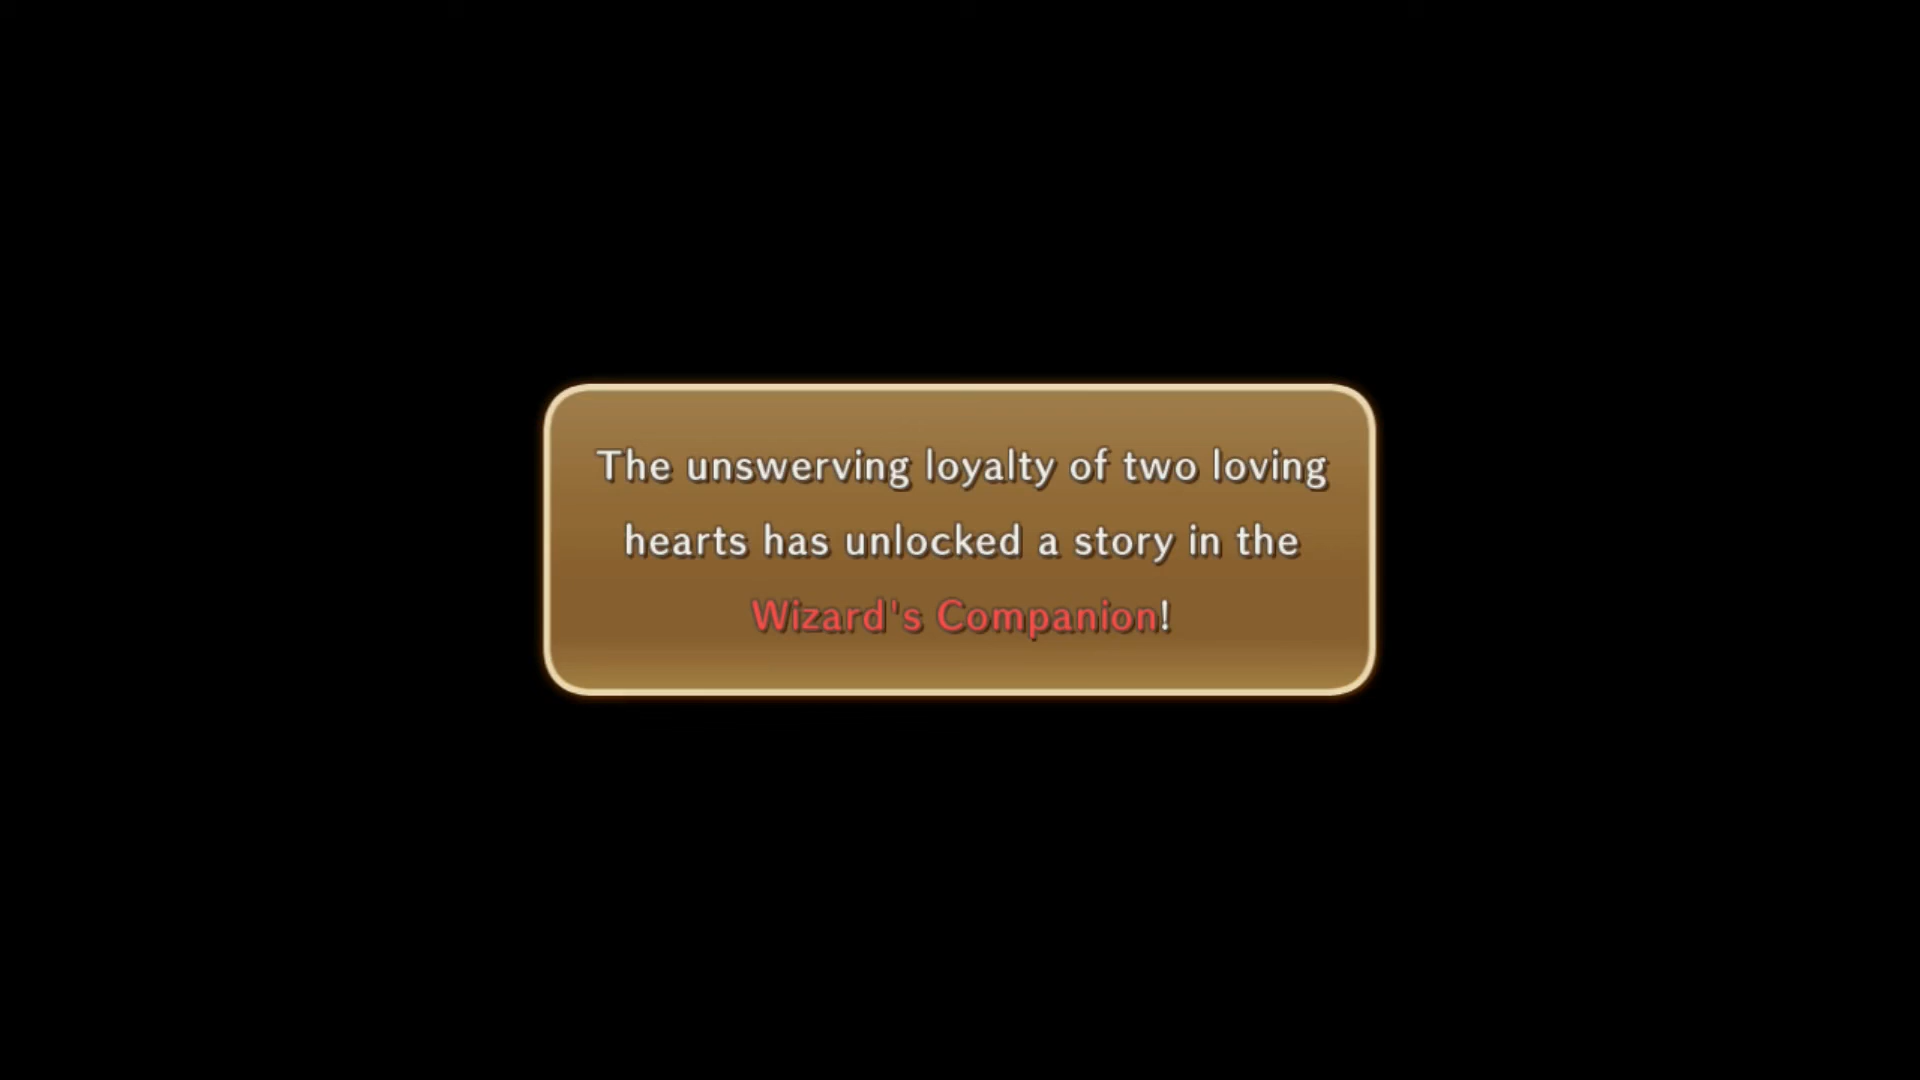 The unswerving loyalty of two loving
hearts has unlocked a story in the
Wizard's Companion!